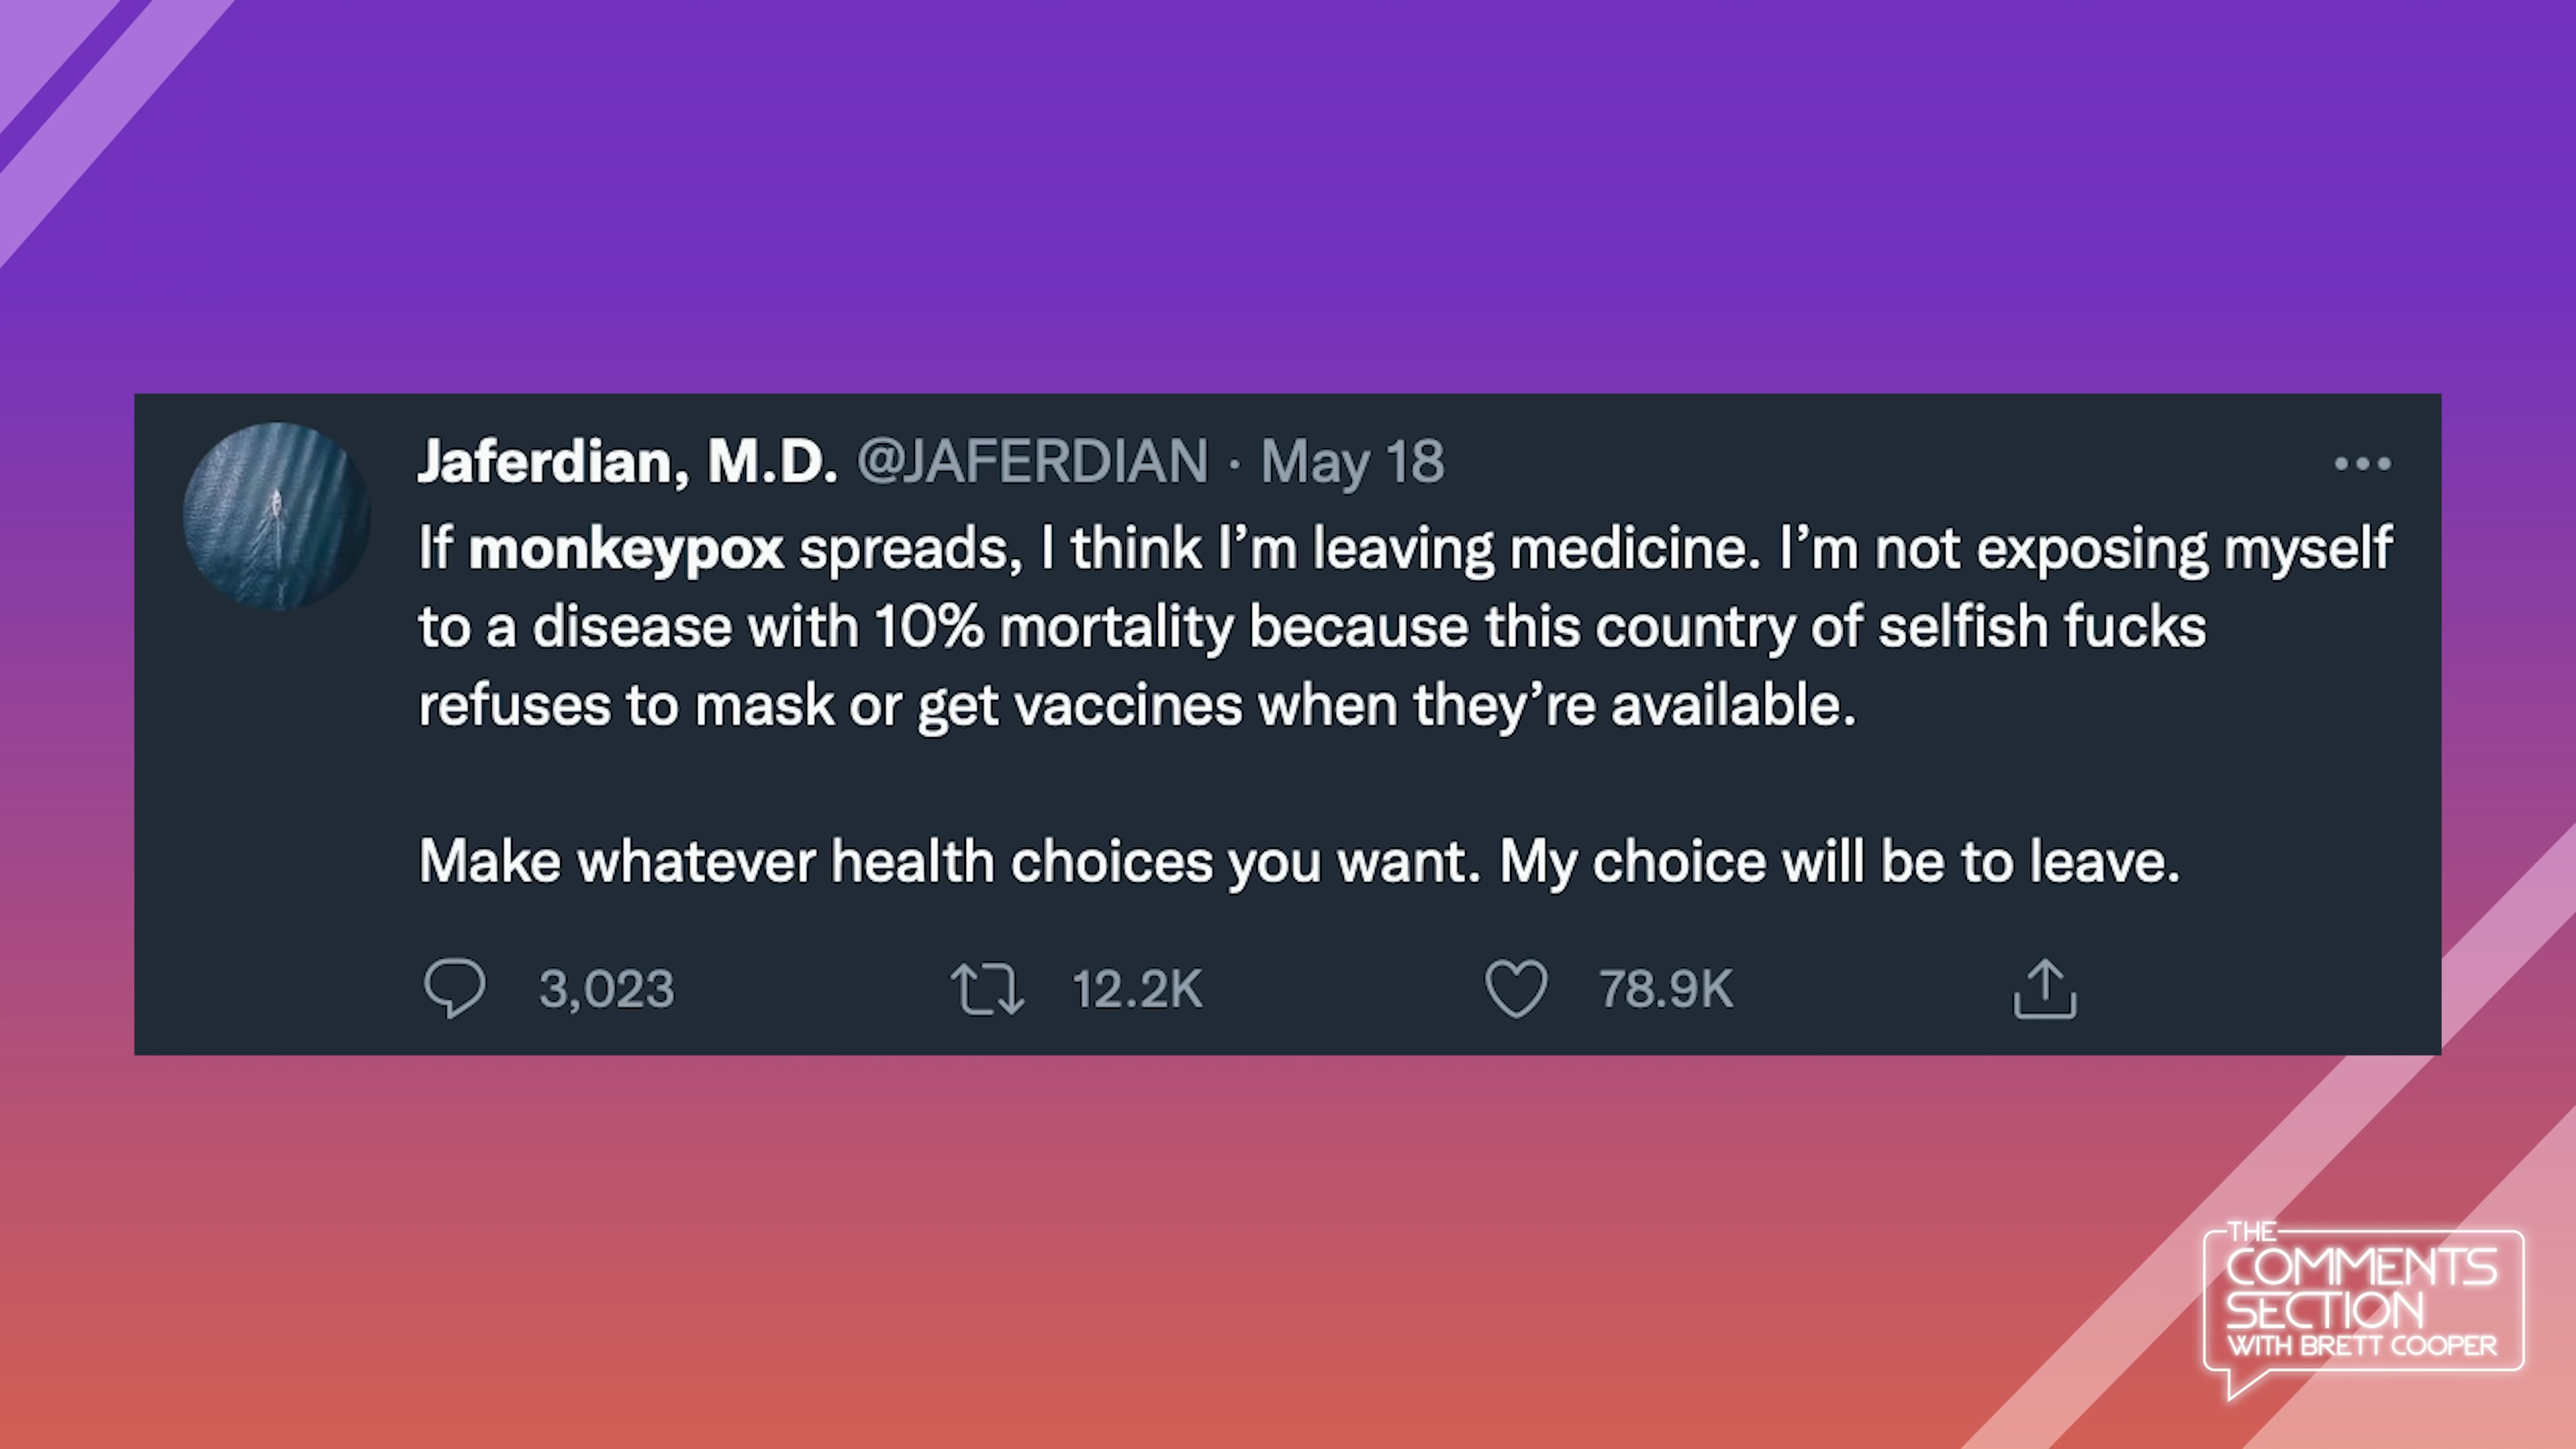 Jaferdian, M.D. @JAFERDIAN · May 18
If monkeypox spreads, I think I’m leaving medicine. I’m not exposing myself
to a disease with 10% mortality because this country of selfish fucks
refuses to mask or get vaccines when they’re available.
Make whatever health choices you want. My choice will be to leave.
3,023 12.2K 78.9K
THE
COMMENTS
SECTION
WITH BRETT COOPER